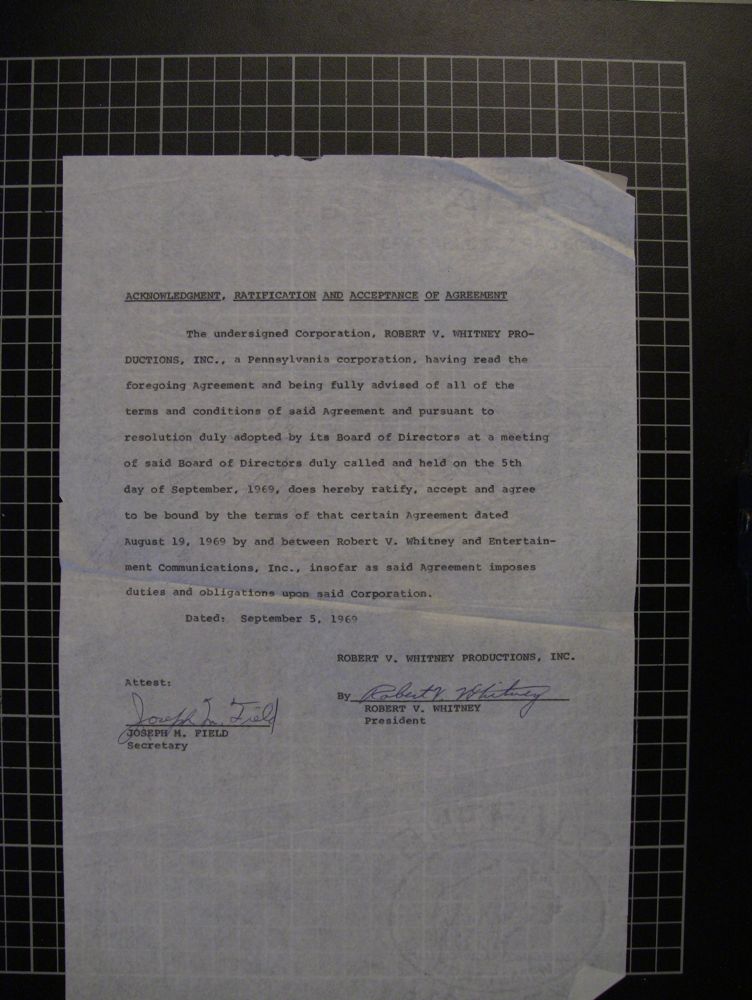 ACKNOWLEDGMENT, RATIFICATION AND ACCEPTANCE OF AGREEMENT
The undersigned Corporation, ROBERT V. WHITNEY PRO-
DUCTIONS, INC., a Pennsylvania corporation, having read the
foregoing Agreement and being fully advised of all of the
terms and conditions of said Agreement and pursuant to
resolution duly adopted by its Board of Directors at a meeting
of said Board of Directors duly called and held on the 5th
day of September, 1969, does hereby ratify, accept and agree
to be bound by the terms of that certain Agreement dated
August 19, 1969 by and between Robert V. Whitney and Entertain-
ment Communications, Inc., insofar as said Agreement imposes
duties and obligations upon said Corporation.
Dated: September 5, 1969
ROBERT V. WHITNEY PRODUCTIONS, INC.
Attest:
By Robert V. Whitney
ROBERT V. WHITNEY
President
Joseph M. Field
JOSEPH M. FIELD
Secretary